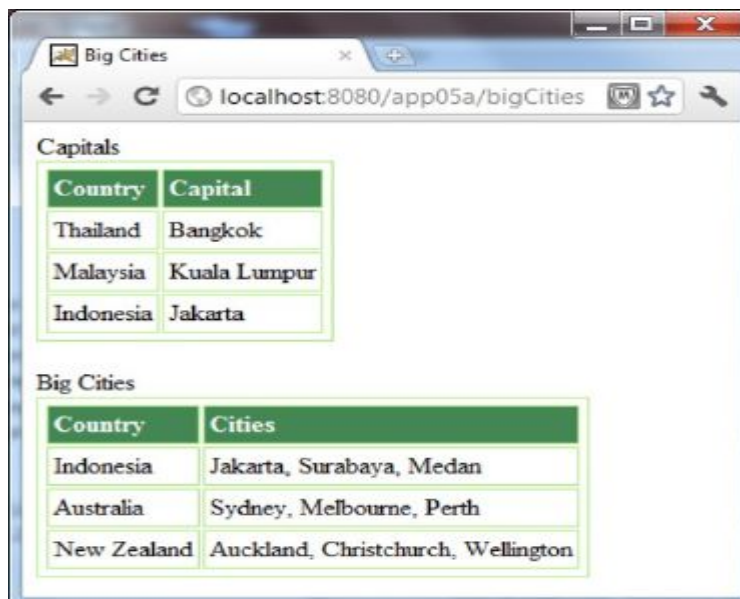 Big Cities
localhost:8080/app05a/bigCities
Capitals
Country Capital
Thailand Bangkok
Malaysia Kuala Lumpur
Indonesia Jakarta
Big Cities
Country Cities
Indonesia Jakarta, Surabaya, Medan
Australia Sydney, Melbourne, Perth
New Zealand Auckland, Christchurch, Wellington